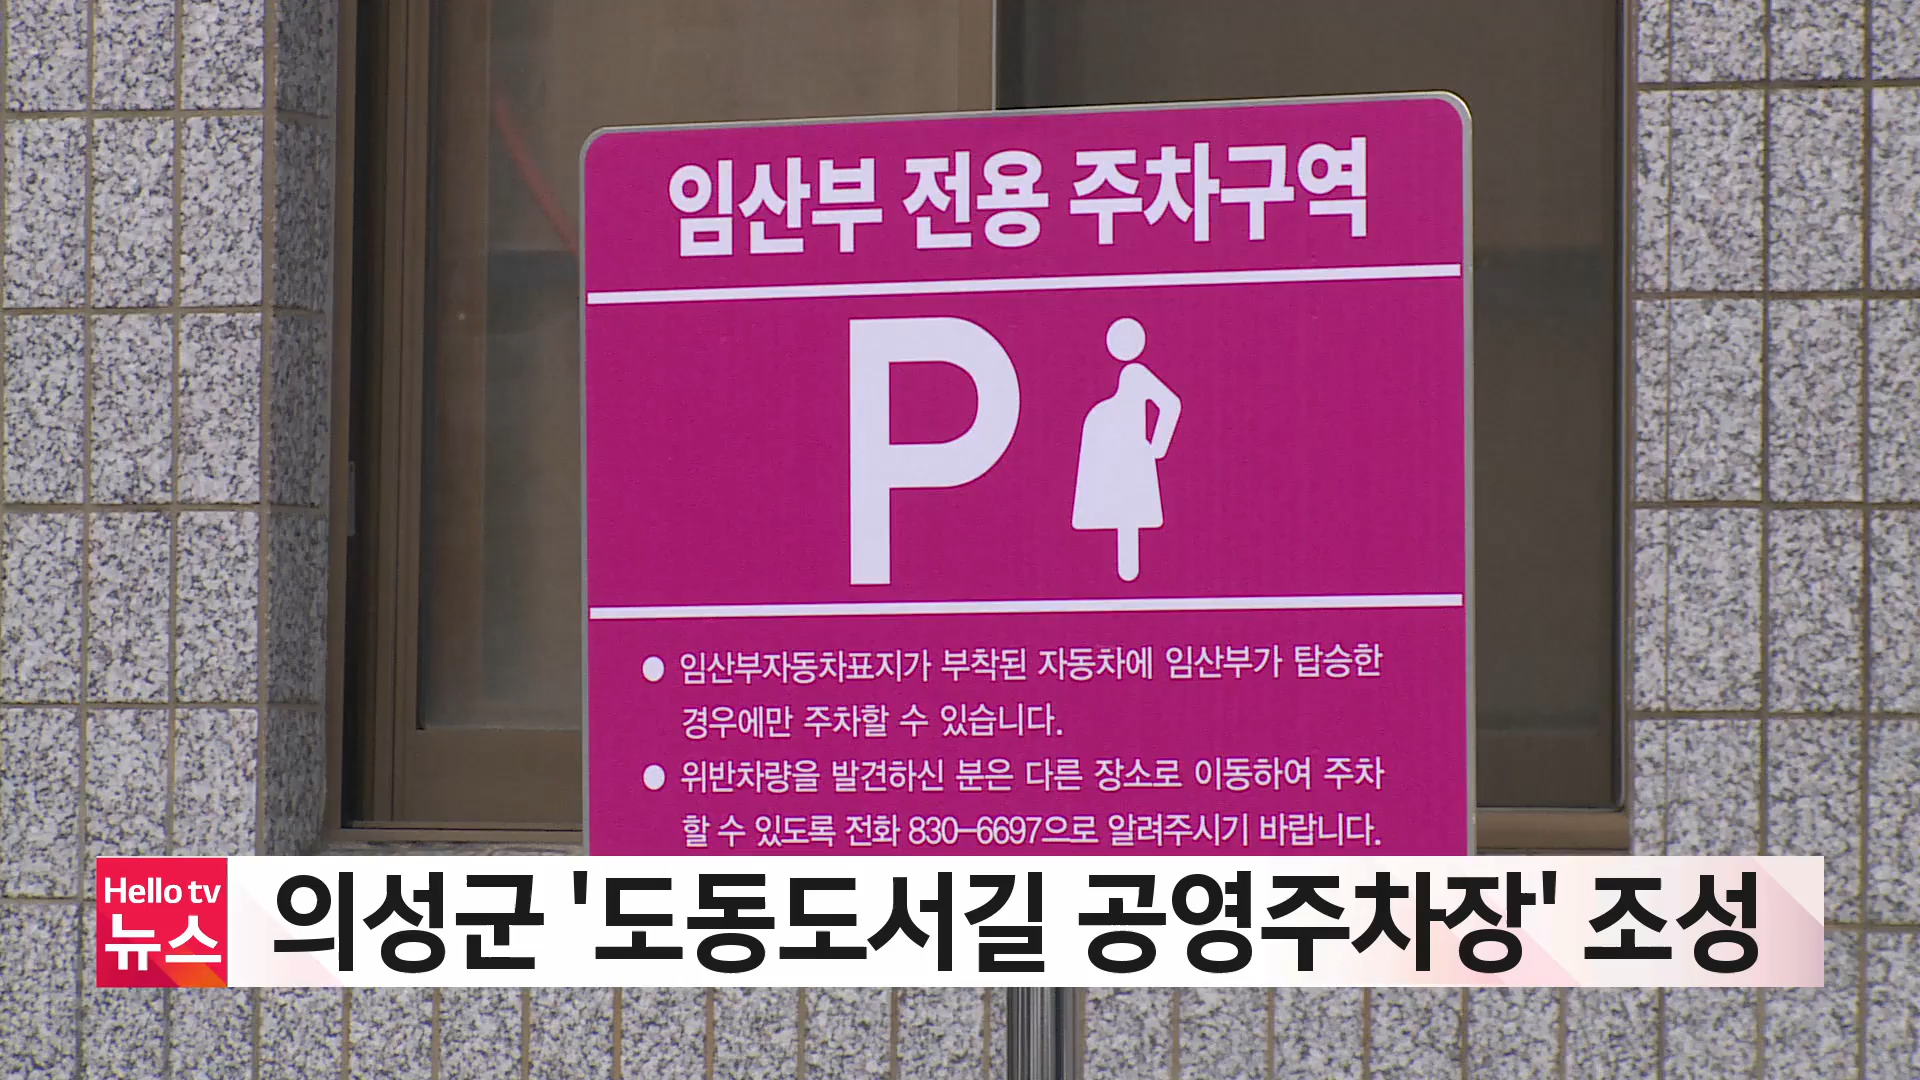 임산부 전용 주차구역
P
● 임산부자동차표지가 부착된 자동차에 임산부가 탑승한
경우에만 주차할 수 있습니다.
● 위반차량을 발견하신 분은 다른 장소로 이동하여 주차
할 수 있도록 전화 830-6697으로 알려주시기 바랍니다.
Hello tv
뉴스
의성군 '도동도서길 공영주차장' 조성